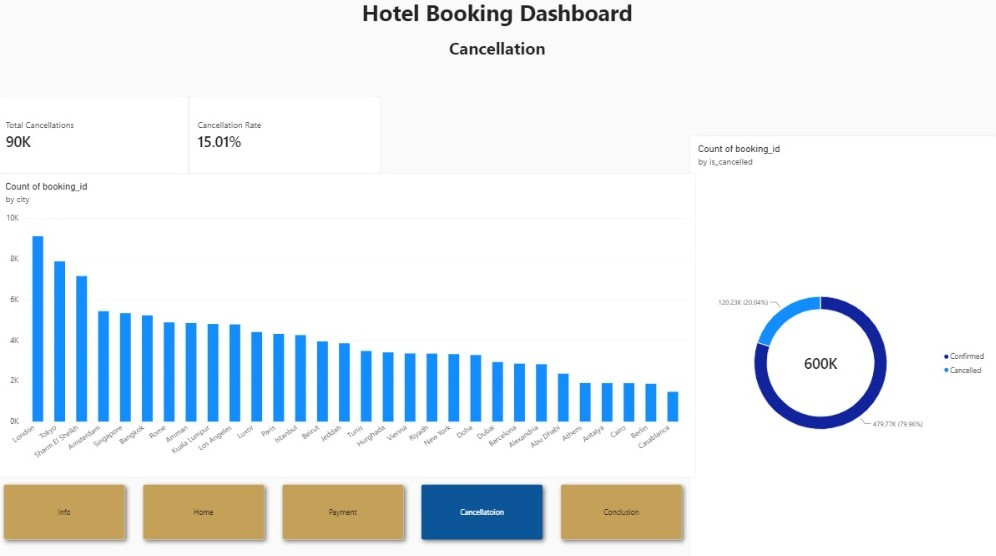 Hotel Booking Dashboard
Cancellation
Total Cancellations
90K
Cancellation Rate
15.01%
Count of booking_id
by city
10K
8K
6K
4K
2K
0K
London
Tokyo
Sharm El Sheikh
Amsterdam
Singapore
Bangkok
Rome
Amman
Kuala Lumpur
Los Angeles
Luxor
Paris
Istanbul
Beirut
Jeddah
Tunis
Hurghada
Vienna
Riyadh
New York
Doha
Dubai
Barcelona
Alexandria
Abu Dhabi
Athens
Antalya
Cairo
Berlin
Casablanca
Count of booking_id
by is_cancelled
120.23K (20.04%)
600K
479.77K (79.96%)
Confirmed
Cancelled
Info
Home
Payment
Cancellatoion
Conclusion